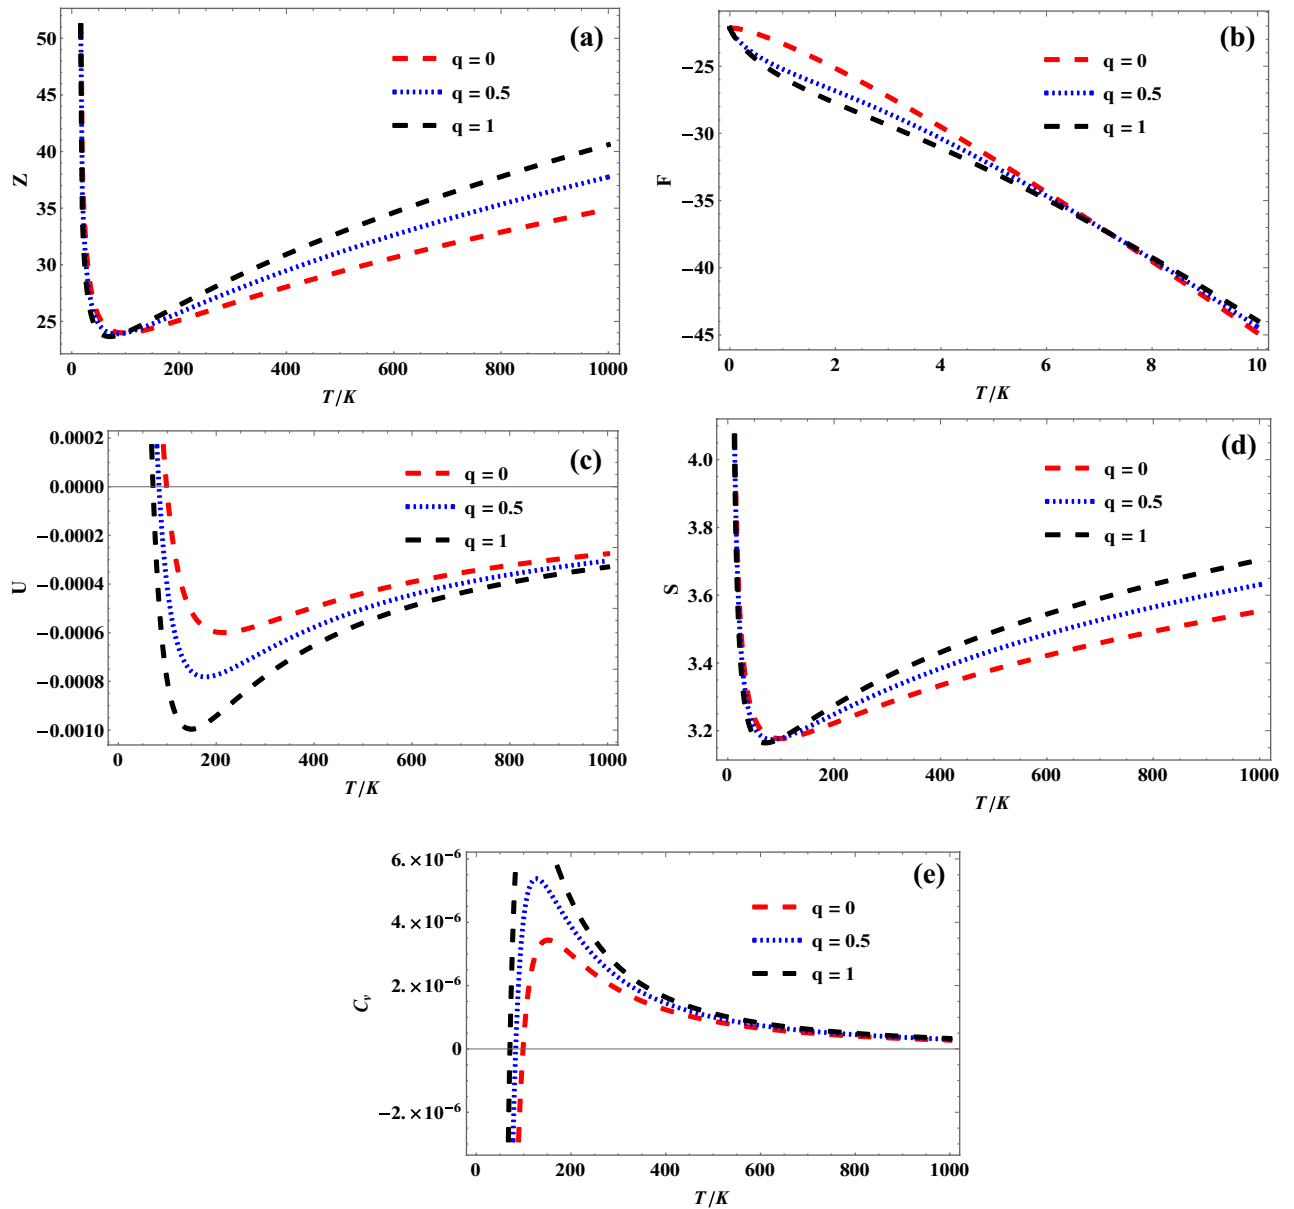 (a)
q = 0
q = 0.5
q = 1
50
45
40
35
30
25
Z
0 200 400 600 800 1000
T/K
(b)
q = 0
q = 0.5
q = 1
−25
−30
−35
−40
−45
F
0 2 4 6 8 10
T/K
(c)
q = 0
q = 0.5
q = 1
0.0002
0.0000
−0.0002
−0.0004
−0.0006
−0.0008
−0.0010
U
0 200 400 600 800 1000
T/K
(d)
q = 0
q = 0.5
q = 1
4.0
3.8
3.6
3.4
3.2
S
0 200 400 600 800 1000
T/K
(e)
q = 0
q = 0.5
q = 1
6.×10⁻⁶
4.×10⁻⁶
2.×10⁻⁶
0
−2.×10⁻⁶
Cᵥ
0 200 400 600 800 1000
T/K